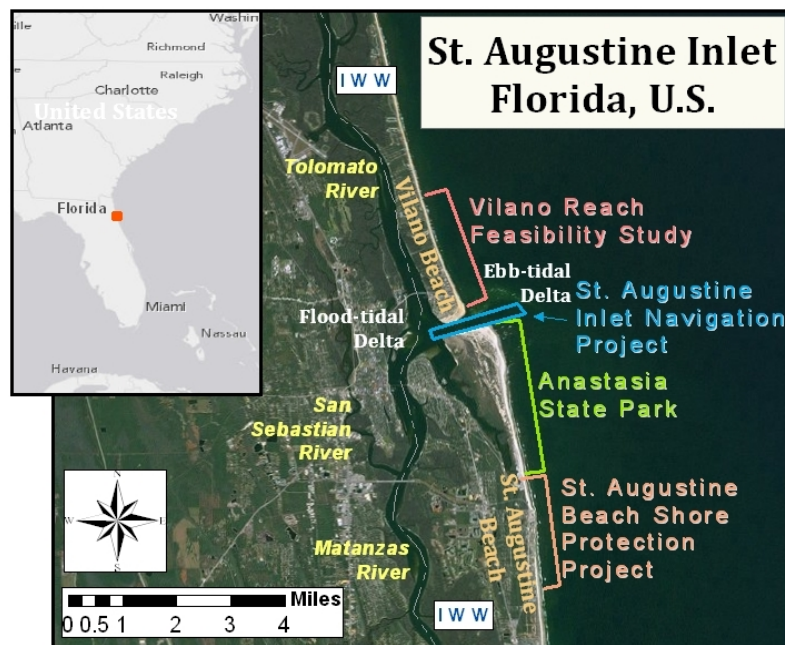 St. Augustine Inlet
Florida, U.S.
Washin
ille
Richmond
Raleigh
Charlotte
United States
Atlanta
Florida
Miami
Nassau
Havana
I W W
Tolomato
River
Vilano Beach
Vilano Reach
Feasibility Study
Ebb-tidal
Delta
St. Augustine
Inlet Navigation
Project
Flood-tidal
Delta
Anastasia
State Park
San
Sebastian
River
St. Augustine
Beach
St. Augustine
Beach Shore
Protection
Project
Matanzas
River
I W W
N
W
E
S
Miles
0 0.5 1 2 3 4